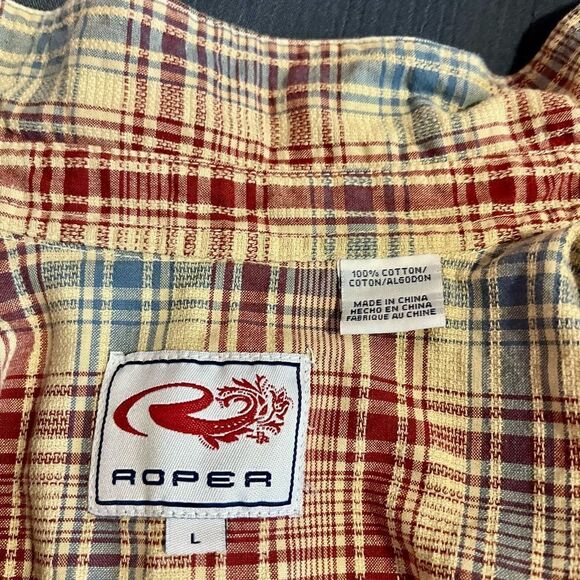 100% COTTON/
COTON/ALGODON
MADE IN CHINA
HECHO EN CHINA
FABRIQUE AU CHINE
R
ROPER
L